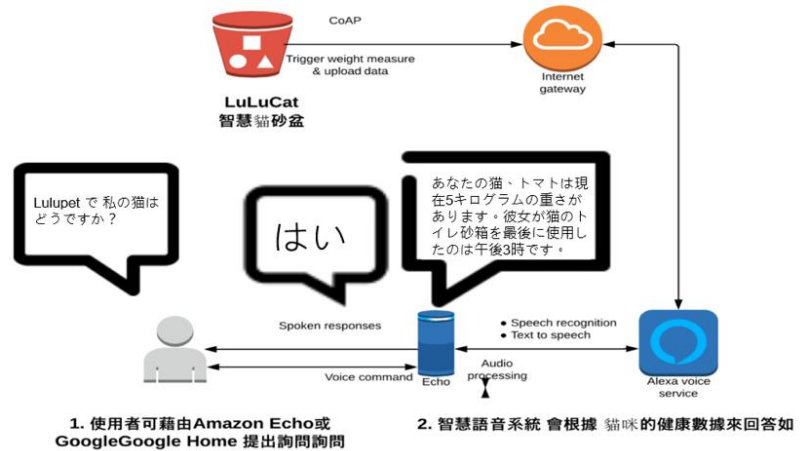 CoAP
Trigger weight measure
& upload data
Internet
gateway
LuLuCat
智慧貓砂盆
Lulupet で 私の猫は
どうですか？
はい
あなたの猫、トマトは現
在5キログラムの重さが
あります。彼女が猫のト
イレ砂箱を最後に使用し
たのは午後3時です。
Spoken responses
Voice command
Echo
• Speech recognition
• Text to speech
Audio
processing
Alexa voice
service
1. 使用者可藉由Amazon Echo或
GoogleGoogle Home 提出詢問詢問
2. 智慧語音系統 會根據 貓咪的健康數據來回答如